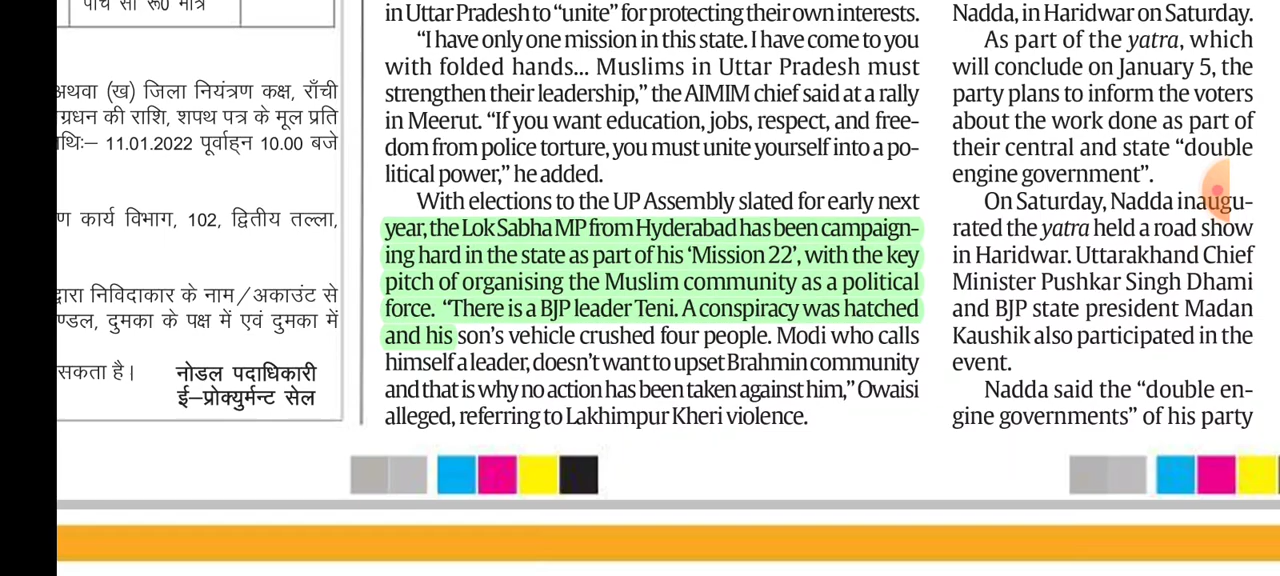 पाच सा रू0 मात्र
अथवा (ख) जिला नियंत्रण कक्ष, राँची
ग्रधन की राशि, शपथ पत्र के मूल प्रति
थिः– 11.01.2022 पूर्वाह्न 10.00 बजे
ण कार्य विभाग, 102, द्वितीय तल्ला,
द्वारा निविदाकार के नाम/अकाउंट से
ण्डल, दुमका के पक्ष में एवं दुमका में
सकता है।
नोडल पदाधिकारी
ई–प्रोक्युर्मन्ट सेल
in Uttar Pradesh to “unite” for protecting their own interests.
“I have only one mission in this state. I have come to you
with folded hands... Muslims in Uttar Pradesh must
strengthen their leadership,” the AIMIM chief said at a rally
in Meerut. “If you want education, jobs, respect, and free-
dom from police torture, you must unite yourself into a po-
litical power,” he added.
With elections to the UP Assembly slated for early next
year, the Lok Sabha MP from Hyderabad has been campaign-
ing hard in the state as part of his ‘Mission 22’, with the key
pitch of organising the Muslim community as a political
force. “There is a BJP leader Teni. A conspiracy was hatched
and his son’s vehicle crushed four people. Modi who calls
himself a leader, doesn’t want to upset Brahmin community
and that is why no action has been taken against him,” Owaisi
alleged, referring to Lakhimpur Kheri violence.
Nadda, in Haridwar on Saturday.
As part of the yatra, which
will conclude on January 5, the
party plans to inform the voters
about the work done as part of
their central and state “double
engine government”.
On Saturday, Nadda inaugu-
rated the yatra held a road show
in Haridwar. Uttarakhand Chief
Minister Pushkar Singh Dhami
and BJP state president Madan
Kaushik also participated in the
event.
Nadda said the “double en-
gine governments” of his party